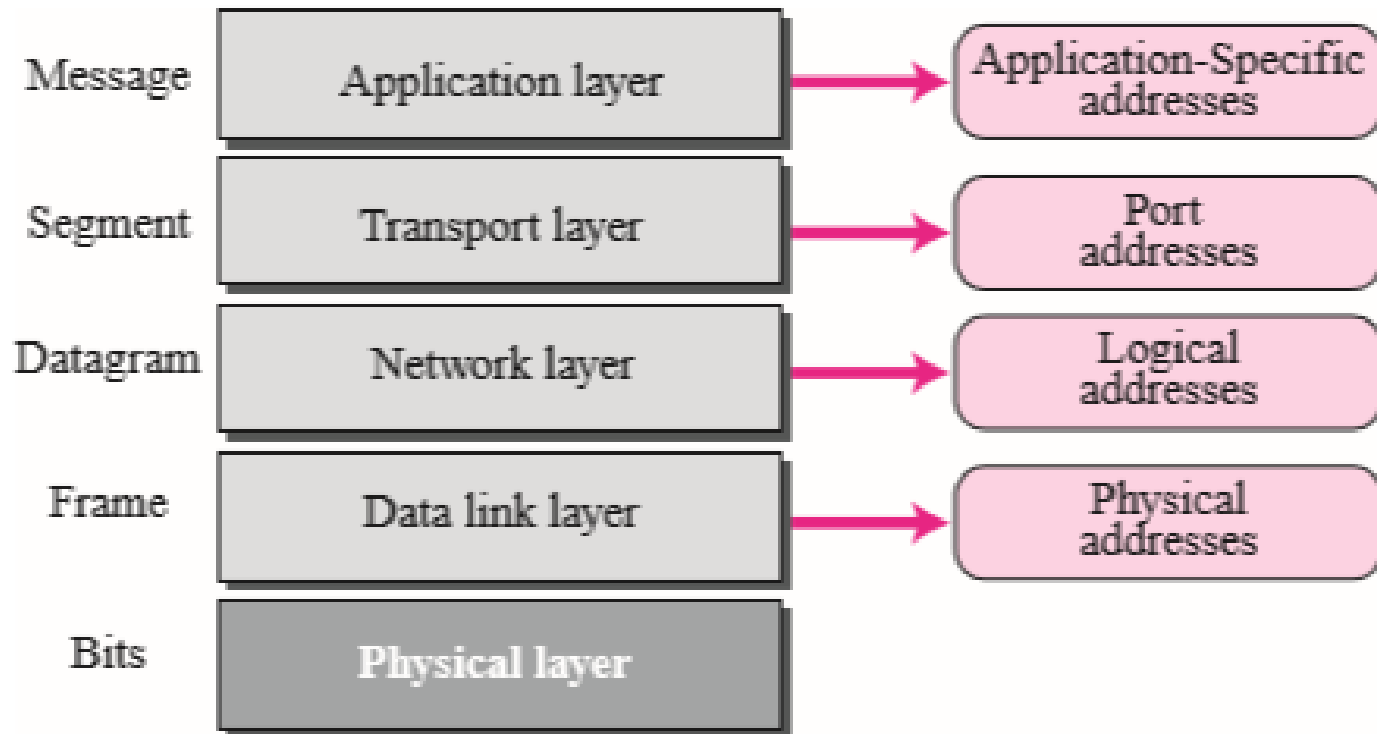 Message
Application layer
Application-Specific
addresses
Segment
Transport layer
Port
addresses
Datagram
Network layer
Logical
addresses
Frame
Data link layer
Physical
addresses
Bits
Physical layer